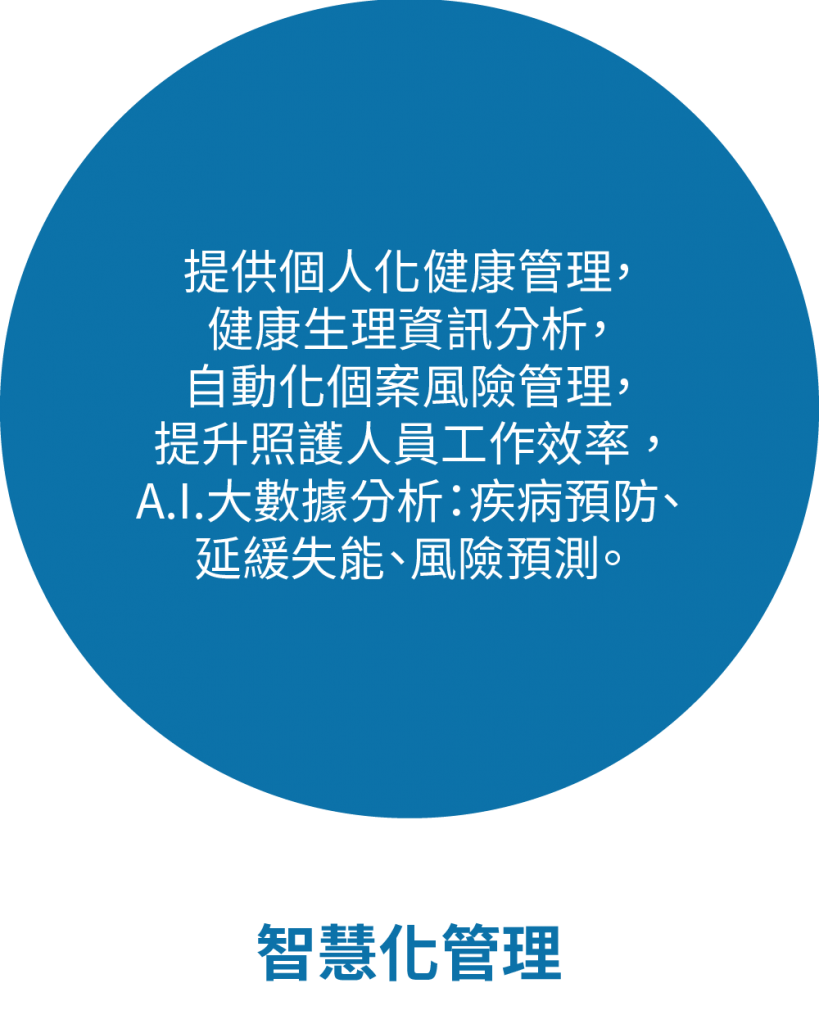 提供個人化健康管理，
健康生理資訊分析，
自動化個案風險管理，
提升照護人員工作效率，
A.I.大數據分析：疾病預防、
延緩失能、風險預測。
智慧化管理